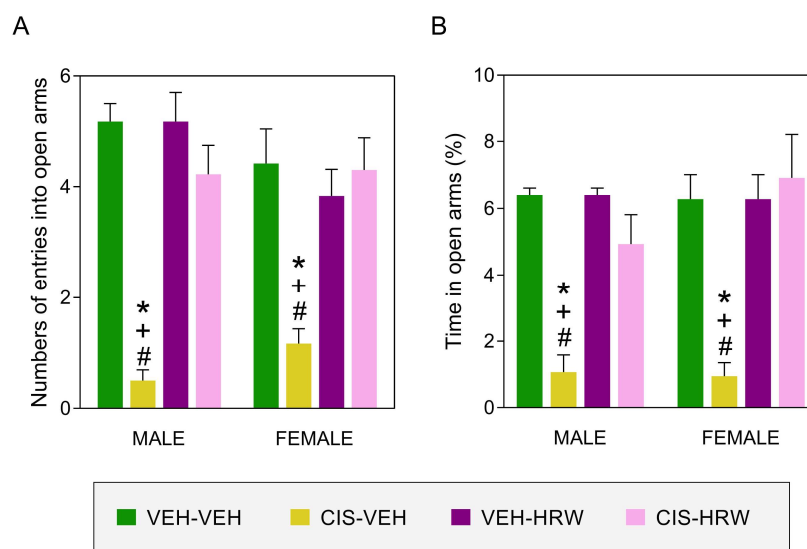 A
B
Numbers of entries into open arms
6
4
2
0
*
+
#
*
+
#
MALE
FEMALE
Time in open arms (%)
10
8
6
4
2
0
*
+
#
*
+
#
MALE
FEMALE
VEH-VEH
CIS-VEH
VEH-HRW
CIS-HRW